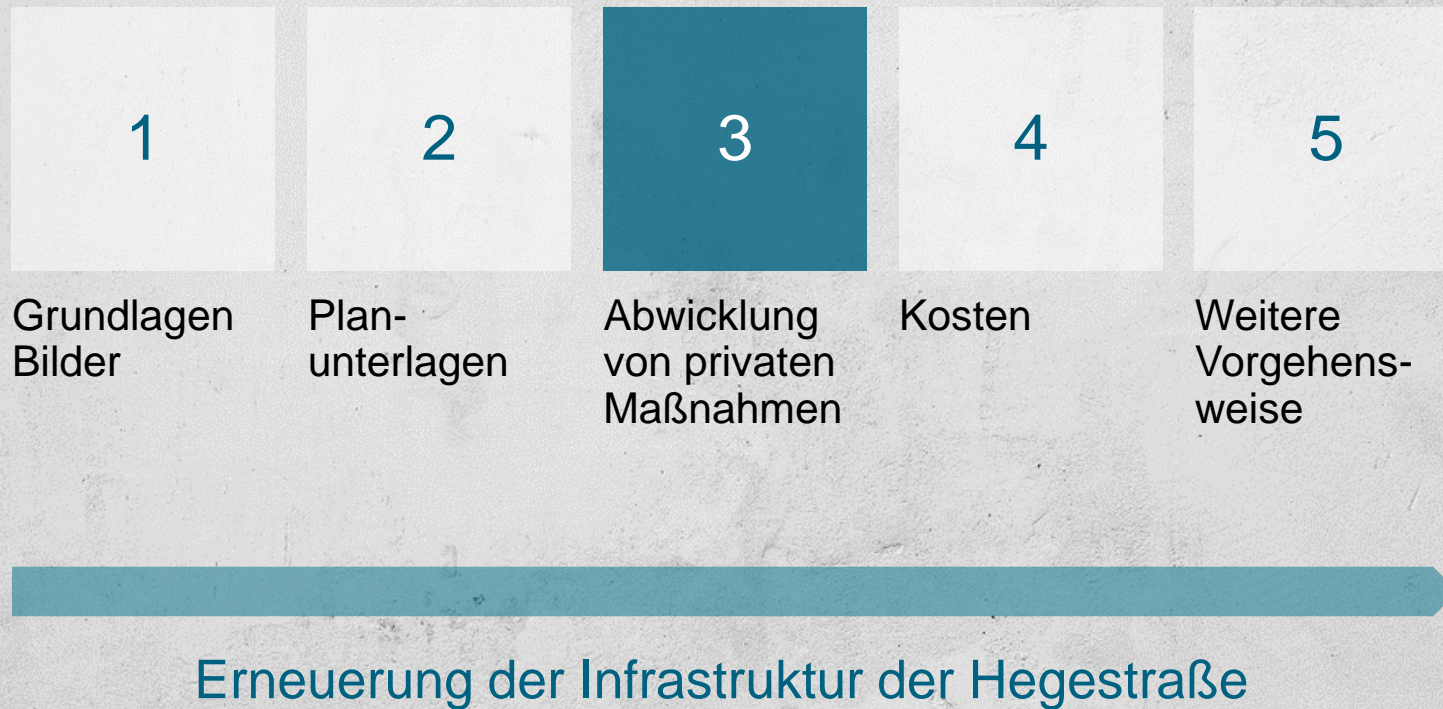 1
2
3
4
5
Grundlagen
Bilder
Plan-
unterlagen
Abwicklung
von privaten
Maßnahmen
Kosten
Weitere
Vorgehens-
weise
Erneuerung der Infrastruktur der Hegestraße